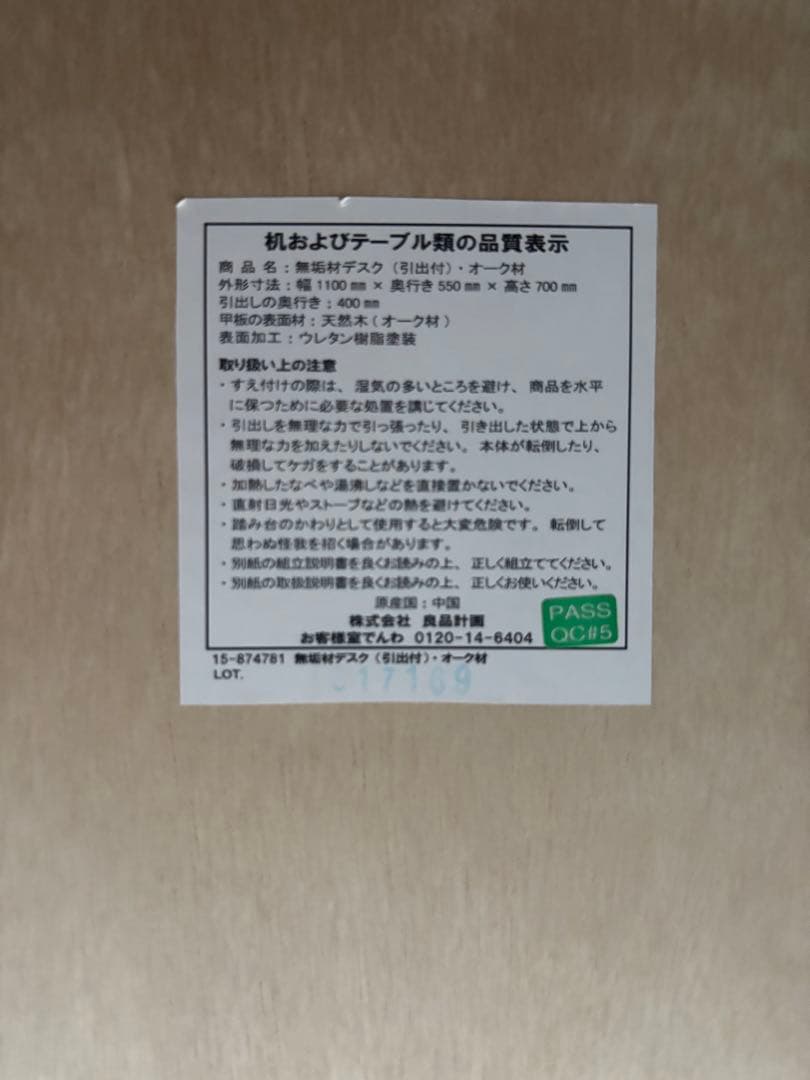 机およびテーブル類の品質表示
商品名：無垢材デスク（引出付）・オーク材
外形寸法：幅1100㎜ × 奥行き550㎜ × 高さ700㎜
引出しの奥行き：400㎜
甲板の表面材：天然木（オーク材）
表面加工：ウレタン樹脂塗装
取り扱い上の注意
・すえ付けの際は、湿気の多いところを避け、商品を水平
に保つために必要な処置を講じてください。
・引出しを無理な力で引っ張ったり、引き出した状態で上から
無理な力を加えたりしないでください。本体が転倒したり、
破損してケガをすることがあります。
・加熱したなべや湯沸しなどを直接置かないでください。
・直射日光やストーブなどの熱を避けてください。
・踏み台のかわりとして使用すると大変危険です。転倒して
思わぬ怪我を招く場合があります。
・別紙の組立説明書を良くお読みの上、正しく組立ててください。
・別紙の取扱説明書を良くお読みの上、正しくお使いください。
原産国：中国
株式会社 良品計画
お客様室でんわ 0120-14-6404
PASS
QC#5
15-874781 無垢材デスク（引出付）・オーク材
LOT. 17169